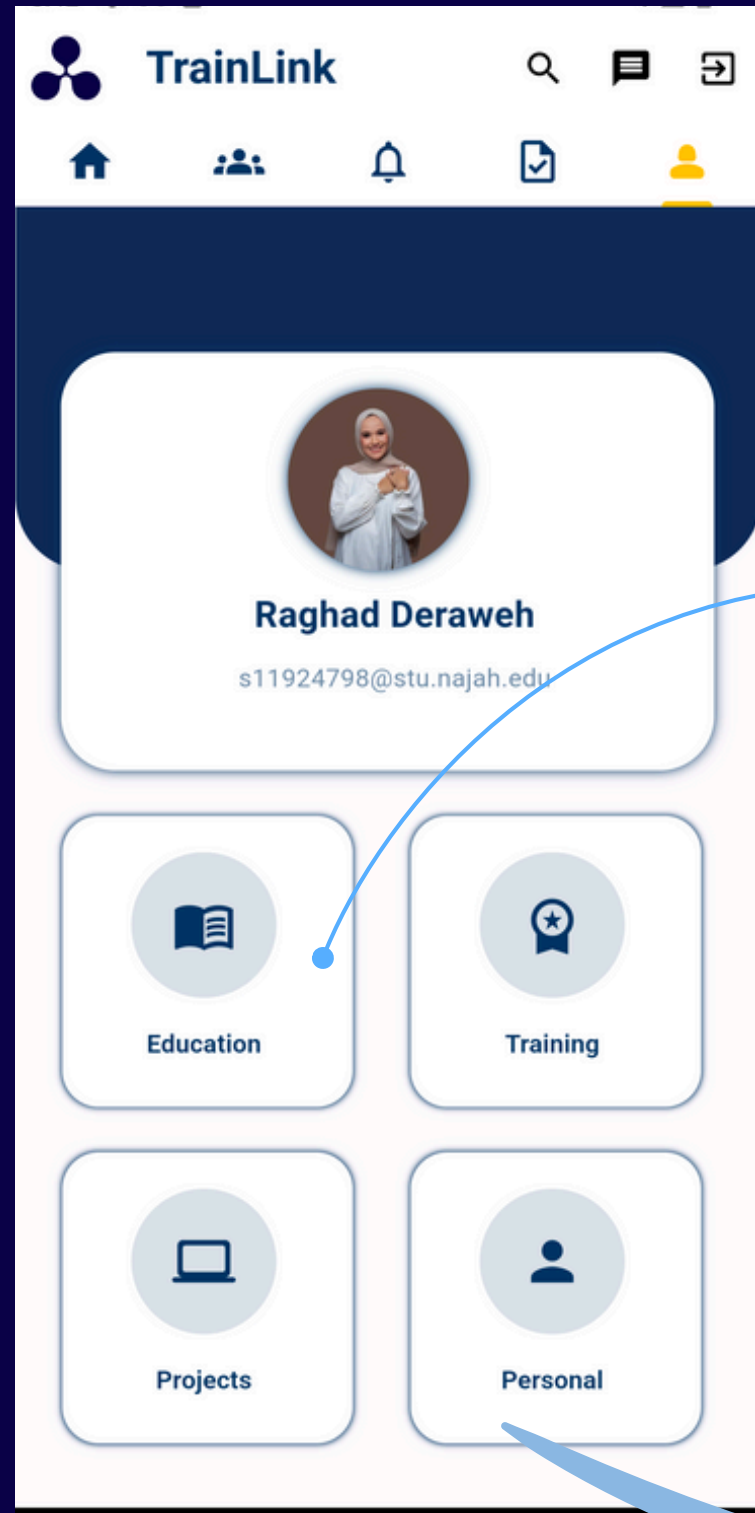 TrainLink
Raghad Deraweh
s11924798@stu.najah.edu
Education
Training
Projects
Personal